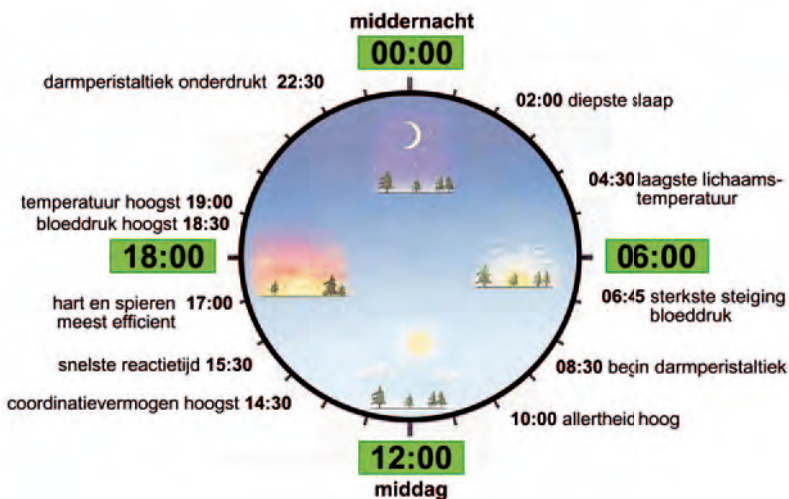 middernacht
00:00
darmperistaltiek onderdrukt 22:30
02:00 diepste slaap
04:30 laagste lichaams-
temperatuur
temperatuur hoogst 19:00
bloeddruk hoogst 18:30
18:00
06:00
hart en spieren 17:00
meest efficient
06:45 sterkste steiging
bloeddruk
snelste reactietijd 15:30
08:30 begin darmperistaltiek
coordinatievermogen hoogst 14:30
10:00 allertheid hoog
12:00
middag